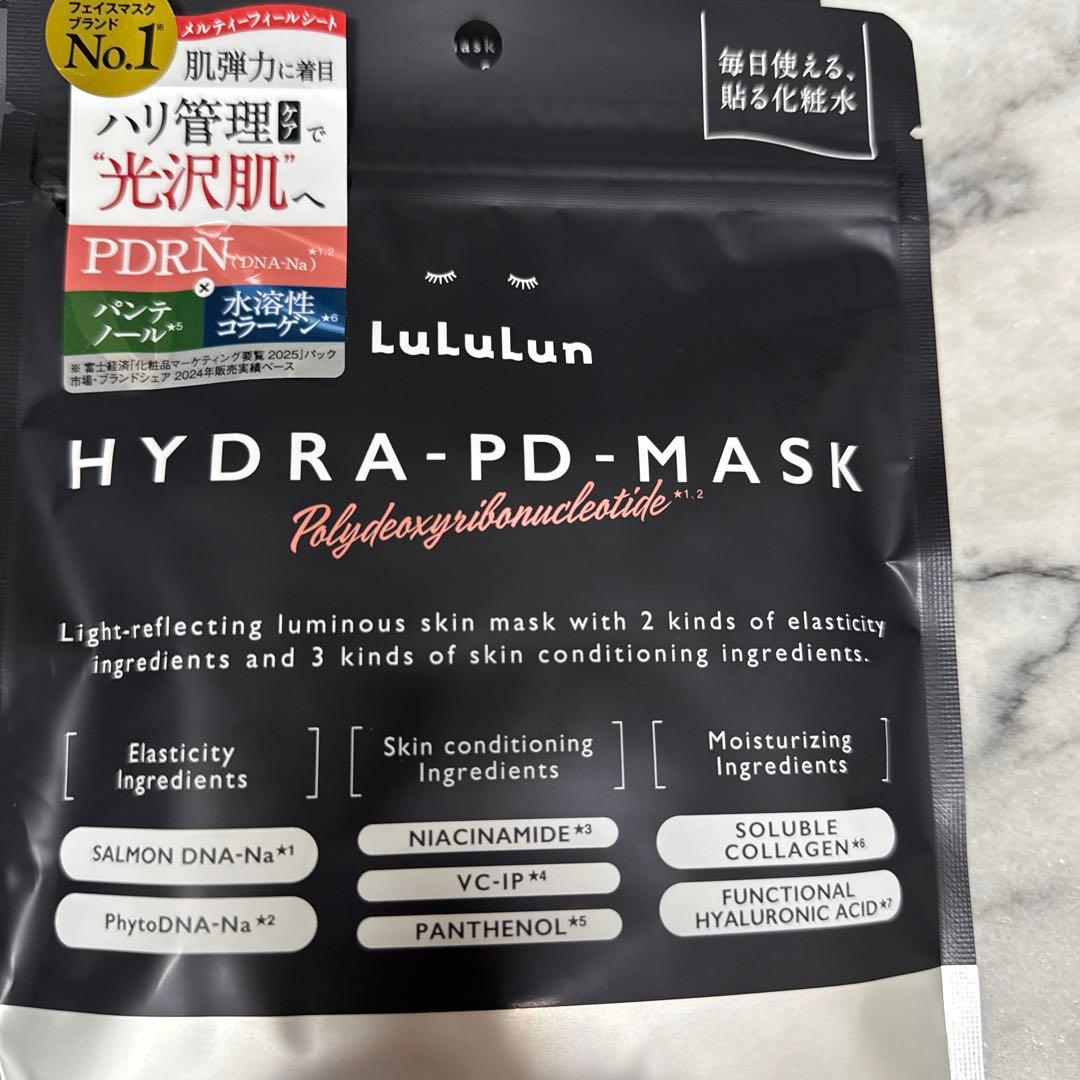 フェイスマスク
ブランド
No.1※
メルティーフィールシート
肌弾力に着目
ハリ管理ケアで
“光沢肌”へ
PDRN(DNA-Na)★1,2
×
パンテ
ノール★5
水溶性
コラーゲン★6
※ 富士経済「化粧品マーケティング要覧 2025」パック
市場・ブランドシェア 2024年販売実績ベース
ask
毎日使える、
貼る化粧水
LuLuLun
HYDRA-PD-MASK
Polydeoxyribonucleotide★1、2
Light-reflecting luminous skin mask with 2 kinds of elasticity
ingredients and 3 kinds of skin conditioning ingredients.
Elasticity
Ingredients
SALMON DNA-Na★1
PhytoDNA-Na★2
Skin conditioning
Ingredients
NIACINAMIDE★3
VC-IP★4
PANTHENOL★5
Moisturizing
Ingredients
SOLUBLE
COLLAGEN★6
FUNCTIONAL
HYALURONIC ACID★7